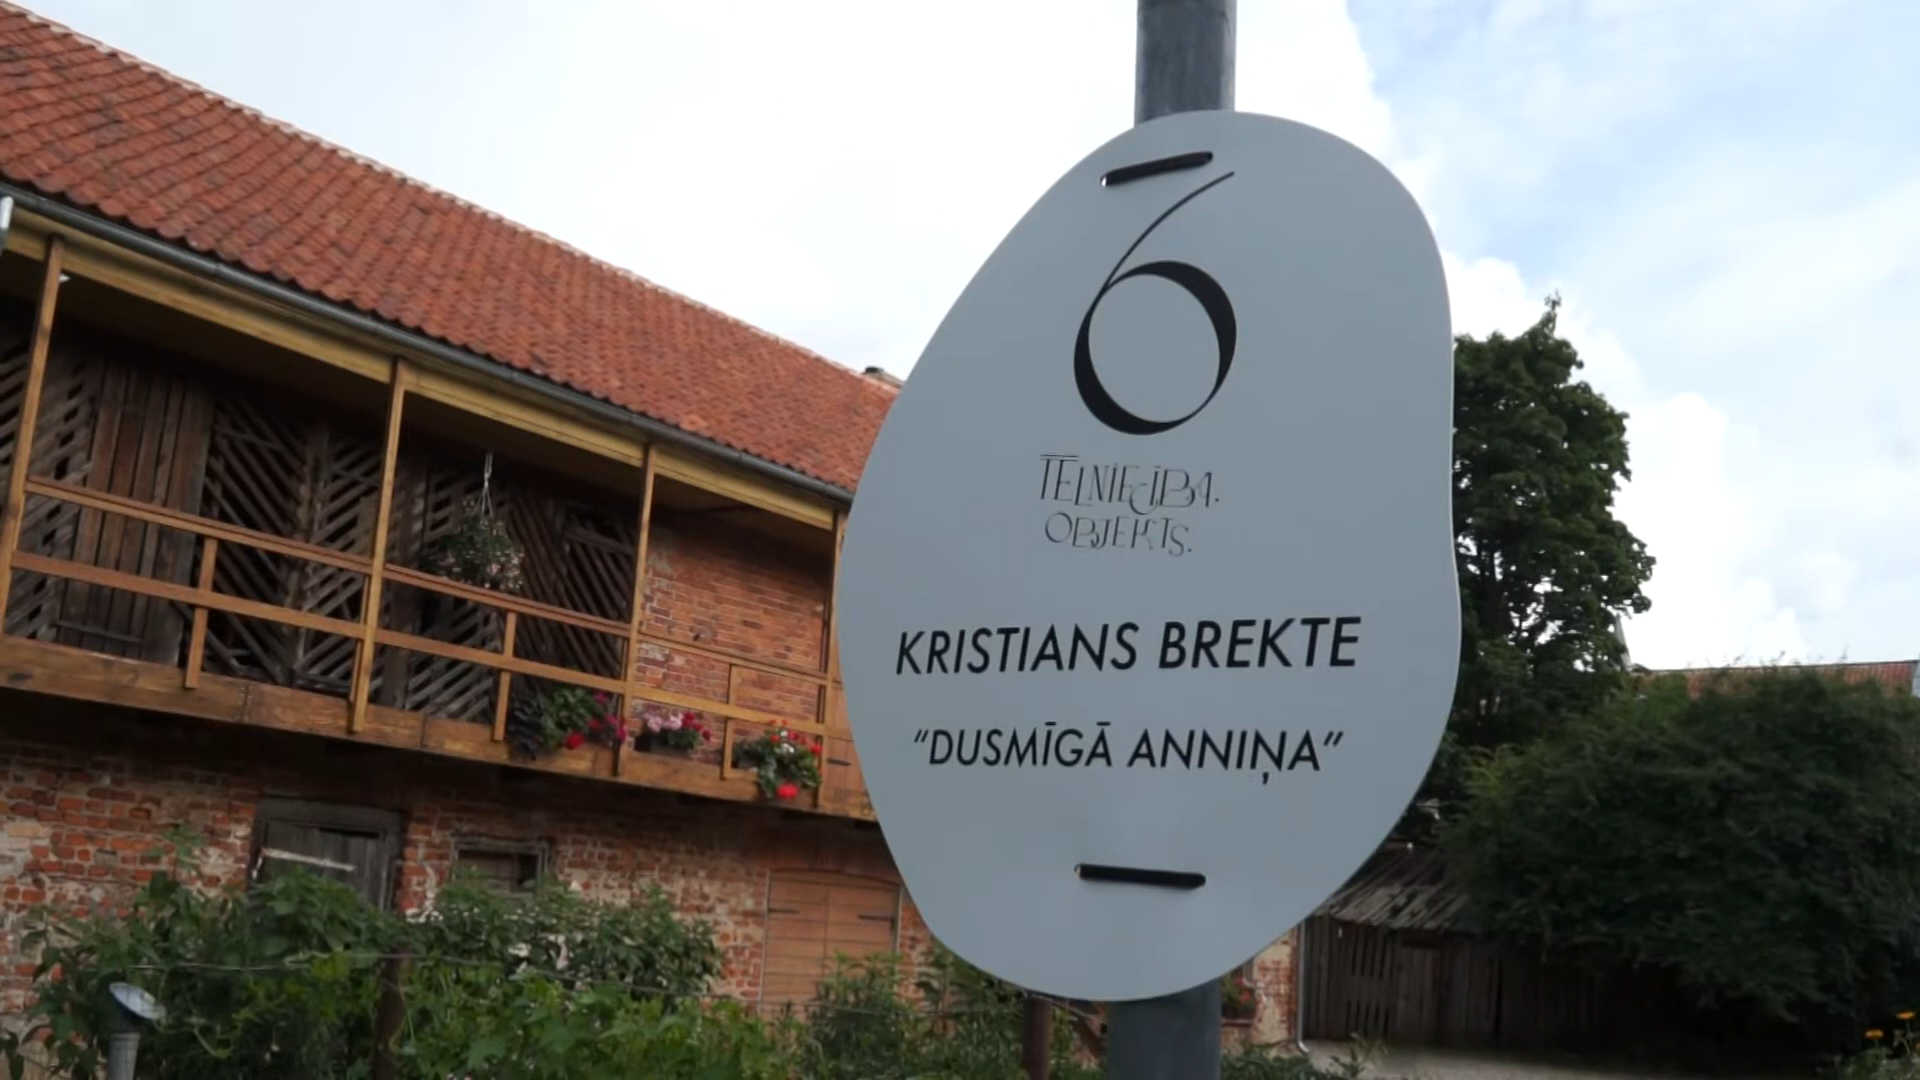 6
TĒLNIECĪBA.
OBJEKTS.
KRISTIANS BREKTE
“DUSMĪGĀ ANNIŅA”